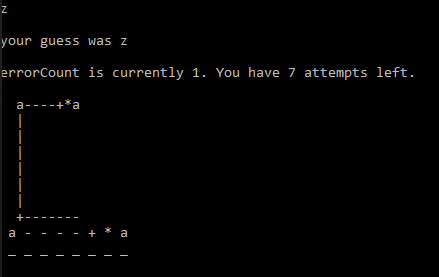 z
your guess was z
errorCount is currently 1. You have 7 attempts left.
a----+*a
|
|
|
|
|
|
+-------
a - - - - + * a
_ _ _ _ _ _ _ _